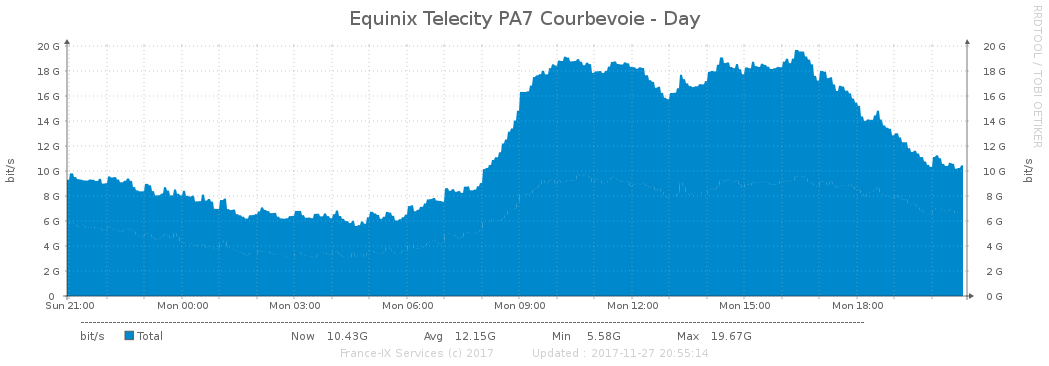 Equinix Telecity PA7 Courbevoie - Day
RRDTOOL / TOBI OETIKER
bit/s
20 G 20 G
18 G 18 G
16 G 16 G
14 G 14 G
12 G 12 G
10 G 10 G
8 G 8 G
6 G 6 G
4 G 4 G
2 G 2 G
0 0 G
bit/s
Sun 21:00 Mon 00:00 Mon 03:00 Mon 06:00 Mon 09:00 Mon 12:00 Mon 15:00 Mon 18:00
bit/s Total Now 10.43G Avg 12.15G Min 5.58G Max 19.67G
France-IX Services (c) 2017 Updated : 2017-11-27 20:55:14